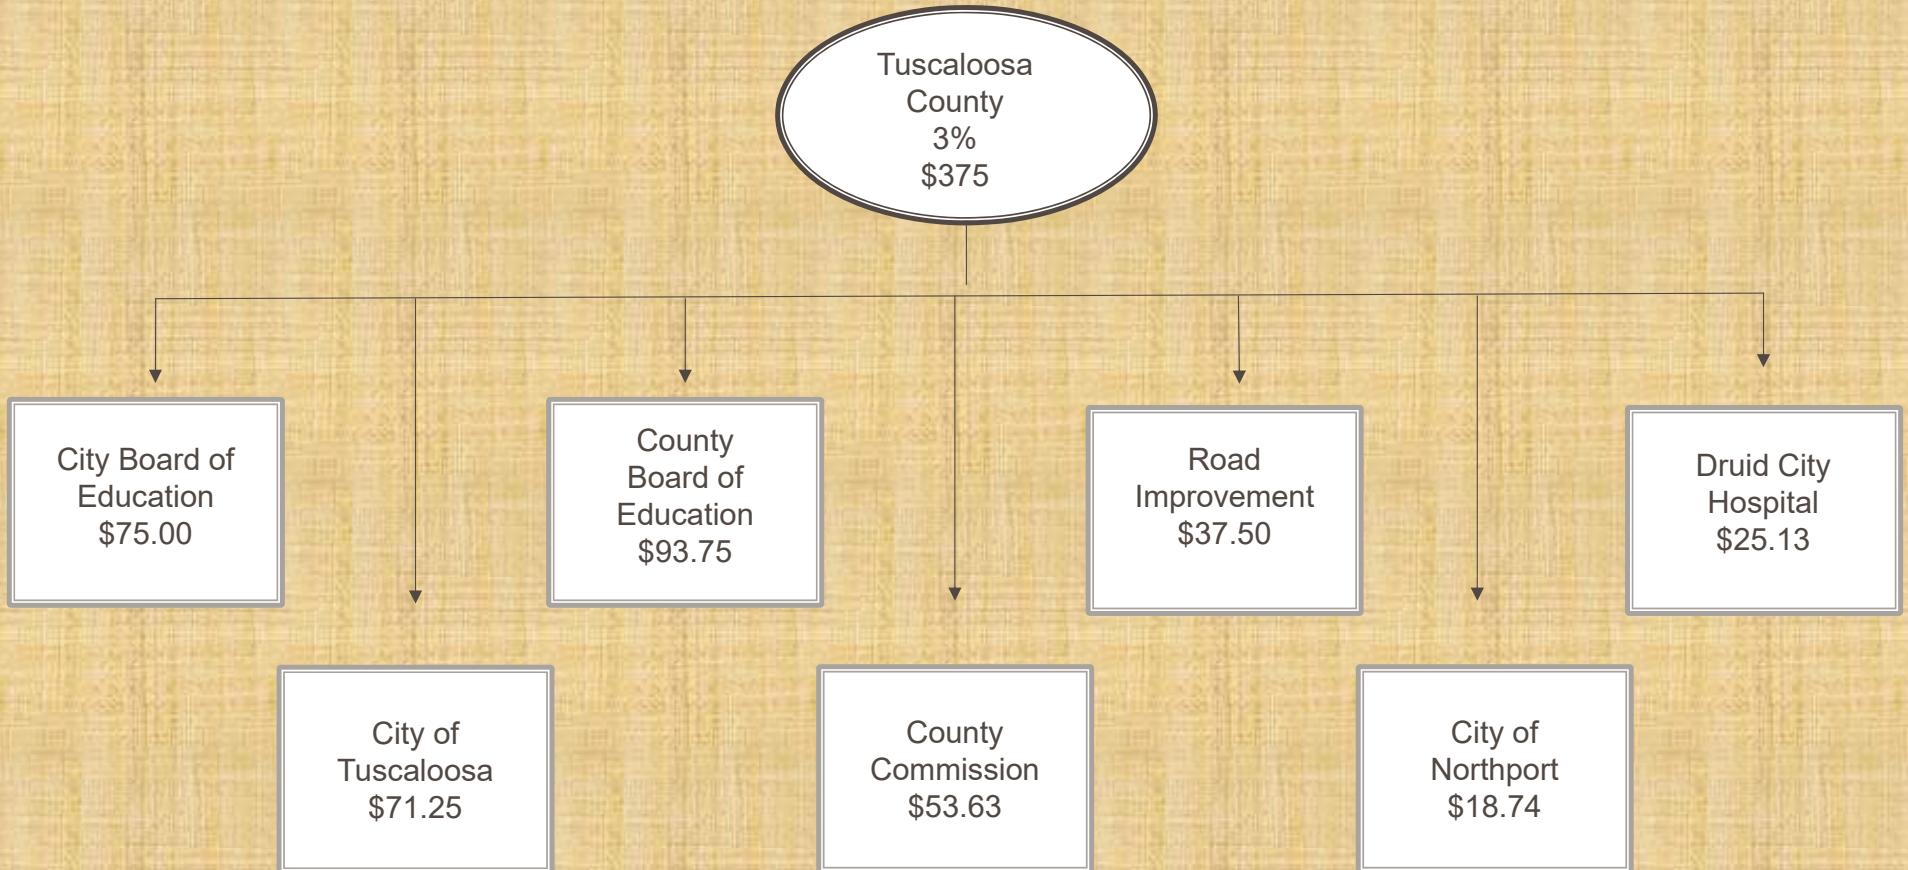 Tuscaloosa
County
3%
$375
City Board of
Education
$75.00
County
Board of
Education
$93.75
Road
Improvement
$37.50
Druid City
Hospital
$25.13
City of
Tuscaloosa
$71.25
County
Commission
$53.63
City of
Northport
$18.74